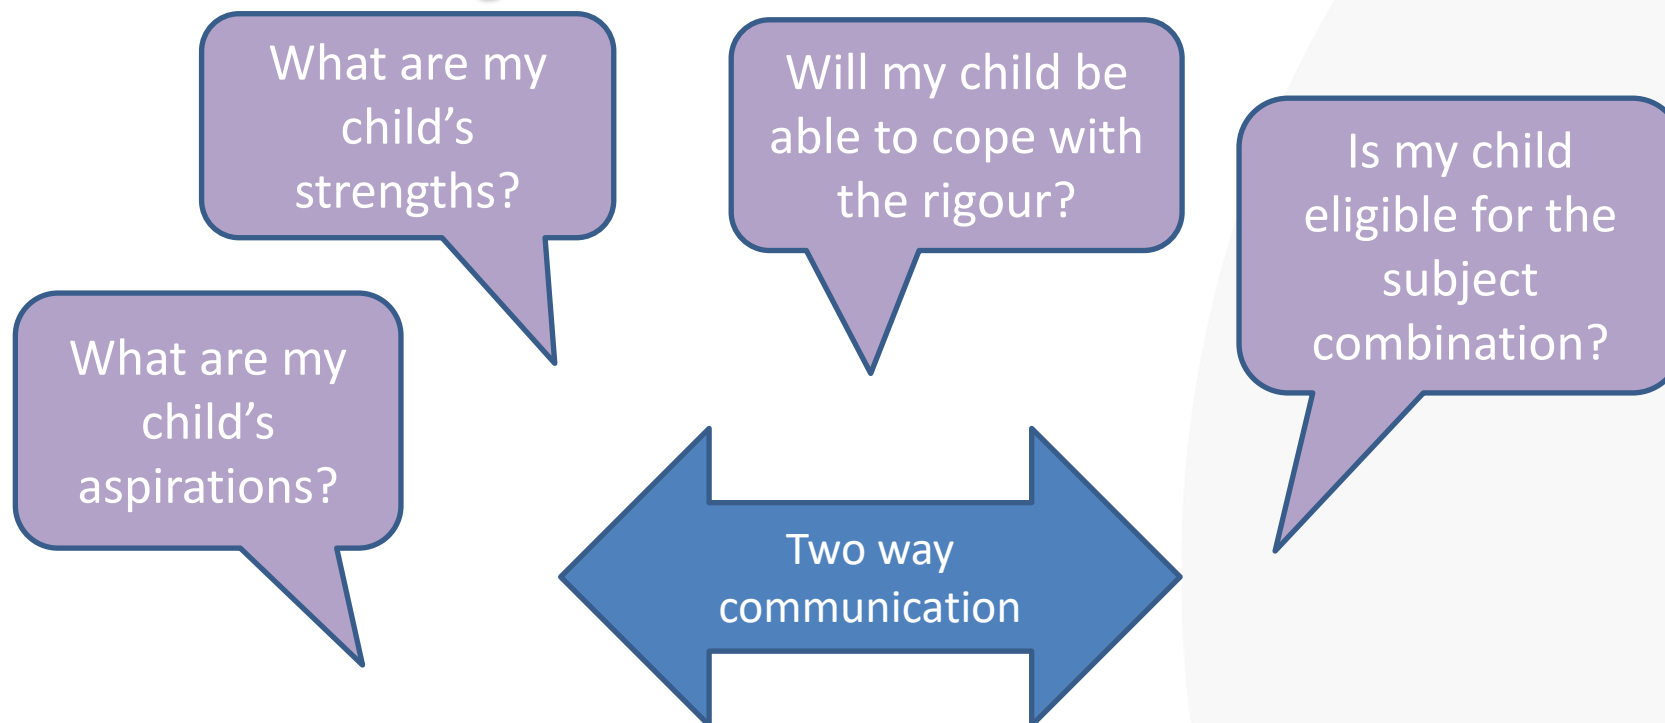 What are my
child’s
strengths?
Will my child be
able to cope with
the rigour?
Is my child
eligible for the
subject
combination?
What are my
child’s
aspirations?
Two way
communication